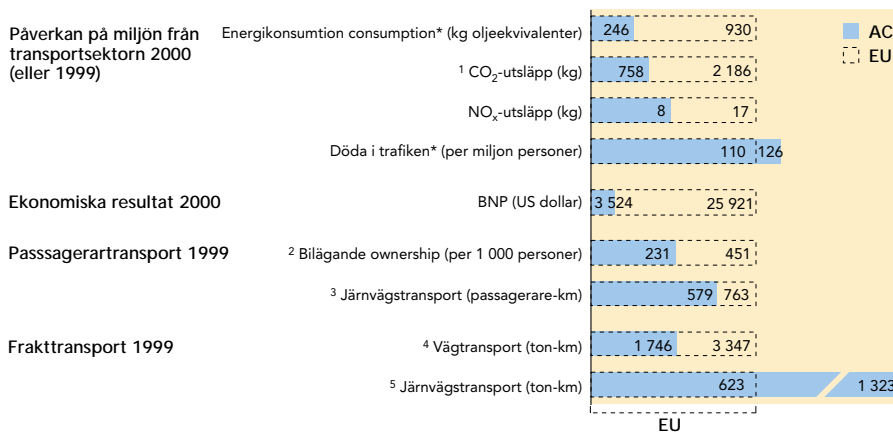 Påverkan på miljön från
transportsektorn 2000
(eller 1999)
Energikonsumtion consumption* (kg oljeekvivalenter) 246 930
¹ CO₂-utsläpp (kg) 758 2 186
NOₓ-utsläpp (kg) 8 17
Döda i trafiken* (per miljon personer) 110 126
AC
EU
Ekonomiska resultat 2000
BNP (US dollar) 3 524 25 921
Passsagerartransport 1999
² Bilägande ownership (per 1 000 personer) 231 451
³ Järnvägstransport (passagerare-km) 579 763
Frakttransport 1999
⁴ Vägtransport (ton-km) 1 746 3 347
⁵ Järnvägstransport (ton-km) 623 1 323
EU